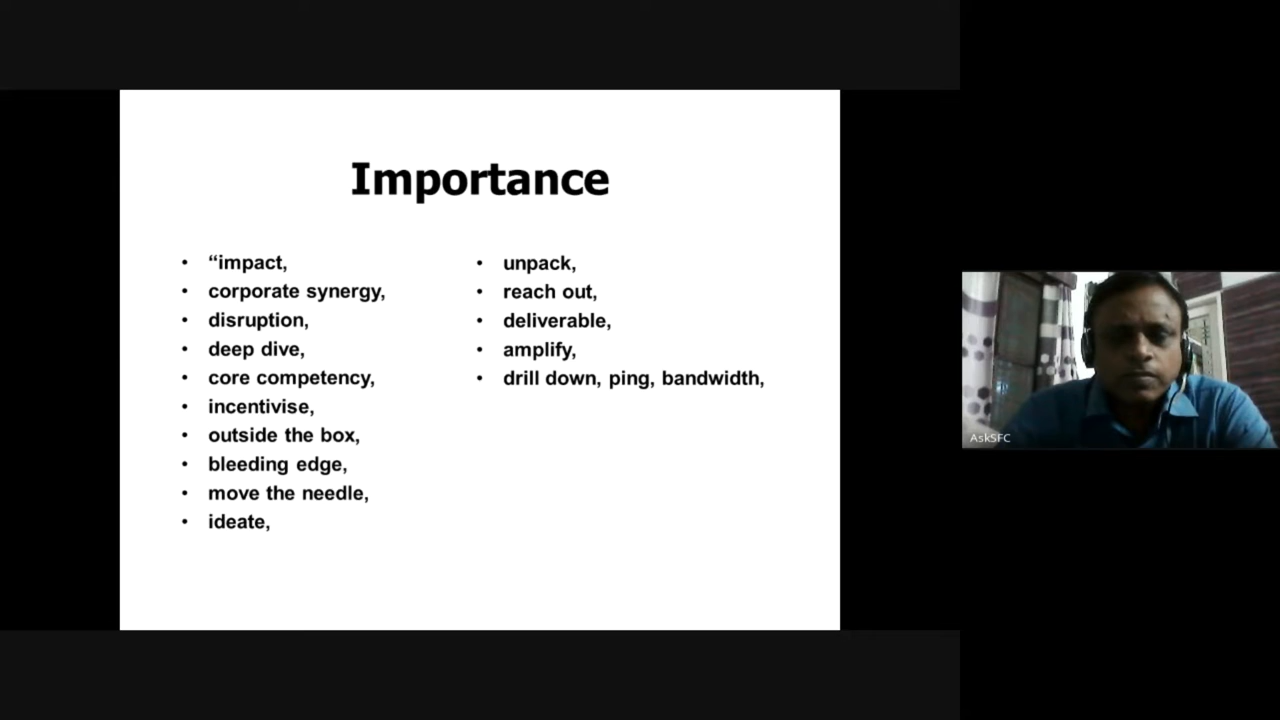 Importance
• “impact,
• corporate synergy,
• disruption,
• deep dive,
• core competency,
• incentivise,
• outside the box,
• bleeding edge,
• move the needle,
• ideate,
• unpack,
• reach out,
• deliverable,
• amplify,
• drill down, ping, bandwidth,
AskSFC